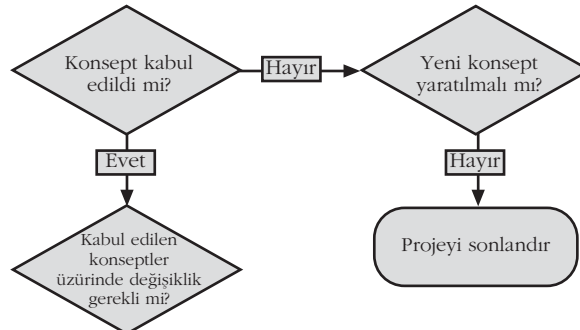 Konsept kabul
edildi mi?
Hayır
Yeni konsept
yaratılmalı mı?
Evet
Hayır
Kabul edilen
konseptler
üzürinde değişiklik
gerekli mi?
Projeyi sonlandır